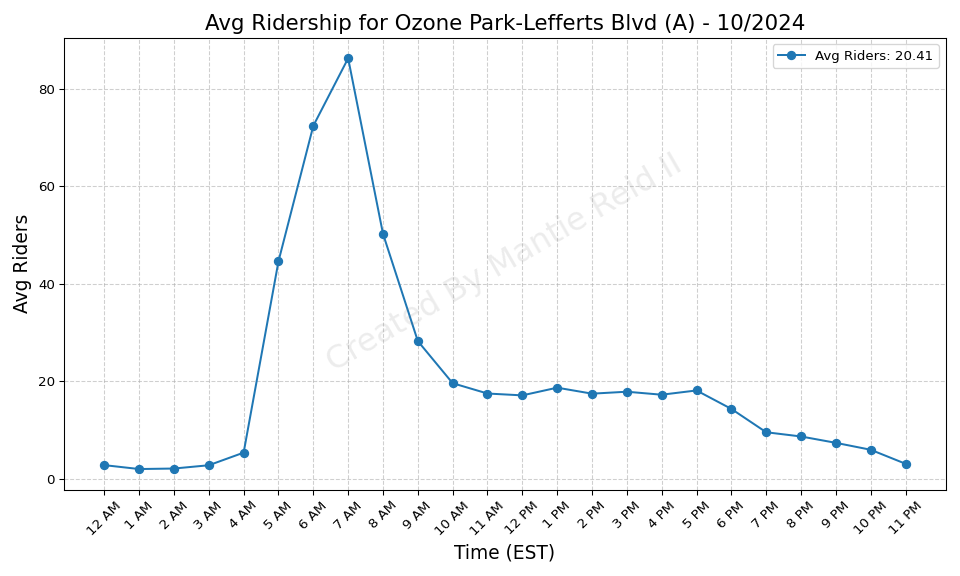 Avg Ridership for Ozone Park-Lefferts Blvd (A) - 10/2024
Avg Riders: 20.41
Avg Riders
80
60
40
20
0
Created By Mantie Reid II
12 AM 1 AM 2 AM 3 AM 4 AM 5 AM 6 AM 7 AM 8 AM 9 AM 10 AM 11 AM 12 PM 1 PM 2 PM 3 PM 4 PM 5 PM 6 PM 7 PM 8 PM 9 PM 10 PM 11 PM
Time (EST)